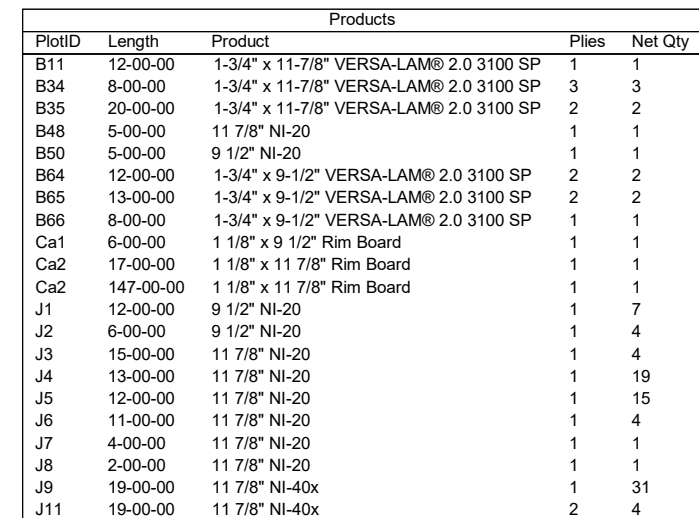 Products
PlotID Length Product Plies Net Qty
B11 12-00-00 1-3/4" x 11-7/8" VERSA-LAM® 2.0 3100 SP 1 1
B34 8-00-00 1-3/4" x 11-7/8" VERSA-LAM® 2.0 3100 SP 3 3
B35 20-00-00 1-3/4" x 11-7/8" VERSA-LAM® 2.0 3100 SP 2 2
B48 5-00-00 11 7/8" NI-20 1 1
B50 5-00-00 9 1/2" NI-20 1 1
B64 12-00-00 1-3/4" x 9-1/2" VERSA-LAM® 2.0 3100 SP 2 2
B65 13-00-00 1-3/4" x 9-1/2" VERSA-LAM® 2.0 3100 SP 2 2
B66 8-00-00 1-3/4" x 9-1/2" VERSA-LAM® 2.0 3100 SP 1 1
Ca1 6-00-00 1 1/8" x 9 1/2" Rim Board 1 1
Ca2 17-00-00 1 1/8" x 11 7/8" Rim Board 1 1
Ca2 147-00-00 1 1/8" x 11 7/8" Rim Board 1 1
J1 12-00-00 9 1/2" NI-20 1 7
J2 6-00-00 9 1/2" NI-20 1 4
J3 15-00-00 11 7/8" NI-20 1 4
J4 13-00-00 11 7/8" NI-20 1 19
J5 12-00-00 11 7/8" NI-20 1 15
J6 11-00-00 11 7/8" NI-20 1 4
J7 4-00-00 11 7/8" NI-20 1 1
J8 2-00-00 11 7/8" NI-20 1 1
J9 19-00-00 11 7/8" NI-40x 1 31
J11 19-00-00 11 7/8" NI-40x 2 4